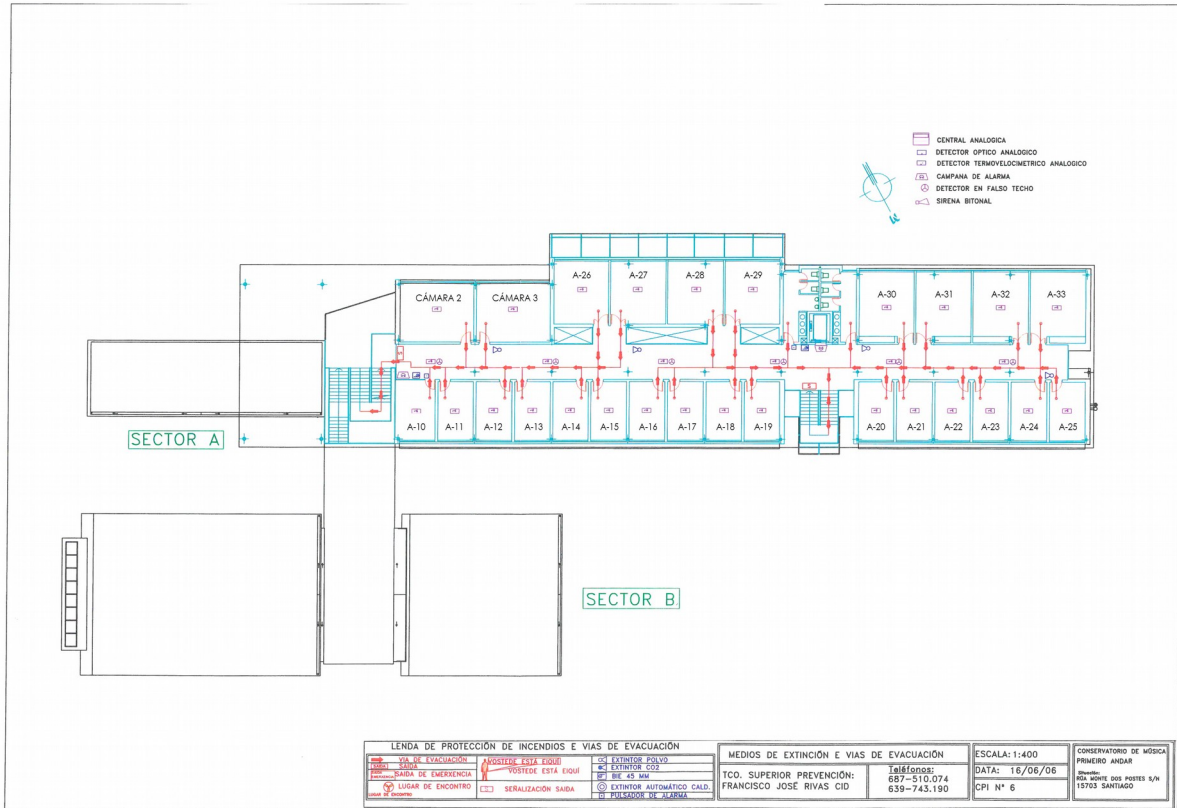 CENTRAL ANALOGICA
DETECTOR OPTICO ANALOGICO
DETECTOR TERMOVELOCIMETRICO ANALOGICO
CAMPANA DE ALARMA
DETECTOR EN FALSO TECHO
SIRENA BITONAL
A-26
A-27
A-28
A-29
CÁMARA 2
CÁMARA 3
A-30
A-31
A-32
A-33
A-10
A-11
A-12
A-13
A-14
A-15
A-16
A-17
A-18
A-19
A-20
A-21
A-22
A-23
A-24
A-25
SECTOR A
SECTOR B
LENDA DE PROTECCIÓN DE INCENDIOS E VIAS DE EVACUACIÓN
VIA DE EVACUACIÓN
SAIDA
SAIDA DE EMERXENCIA
LUGAR DE ENCONTRO
LUGAR DE ENCONTRO
VOSTEDE ESTÁ EIQUÍ
VOSTEDE ESTÁ EIQUÍ
SEÑALIZACIÓN SAIDA
EXTINTOR POLVO
EXTINTOR CO2
BIE 45 MM
EXTINTOR AUTOMÁTICO CALD.
PULSADOR DE ALARMA
MEDIOS DE EXTINCIÓN E VIAS DE EVACUACIÓN
TCO. SUPERIOR PREVENCIÓN:
FRANCISCO JOSÉ RIVAS CID
Teléfonos:
687-510.074
639-743.190
ESCALA: 1:400
DATA: 16/06/06
CPI Nº 6
CONSERVATORIO DE MÚSICA
PRIMEIRO ANDAR
Situación:
RÚA MONTE DOS POSTES S/N
15703 SANTIAGO